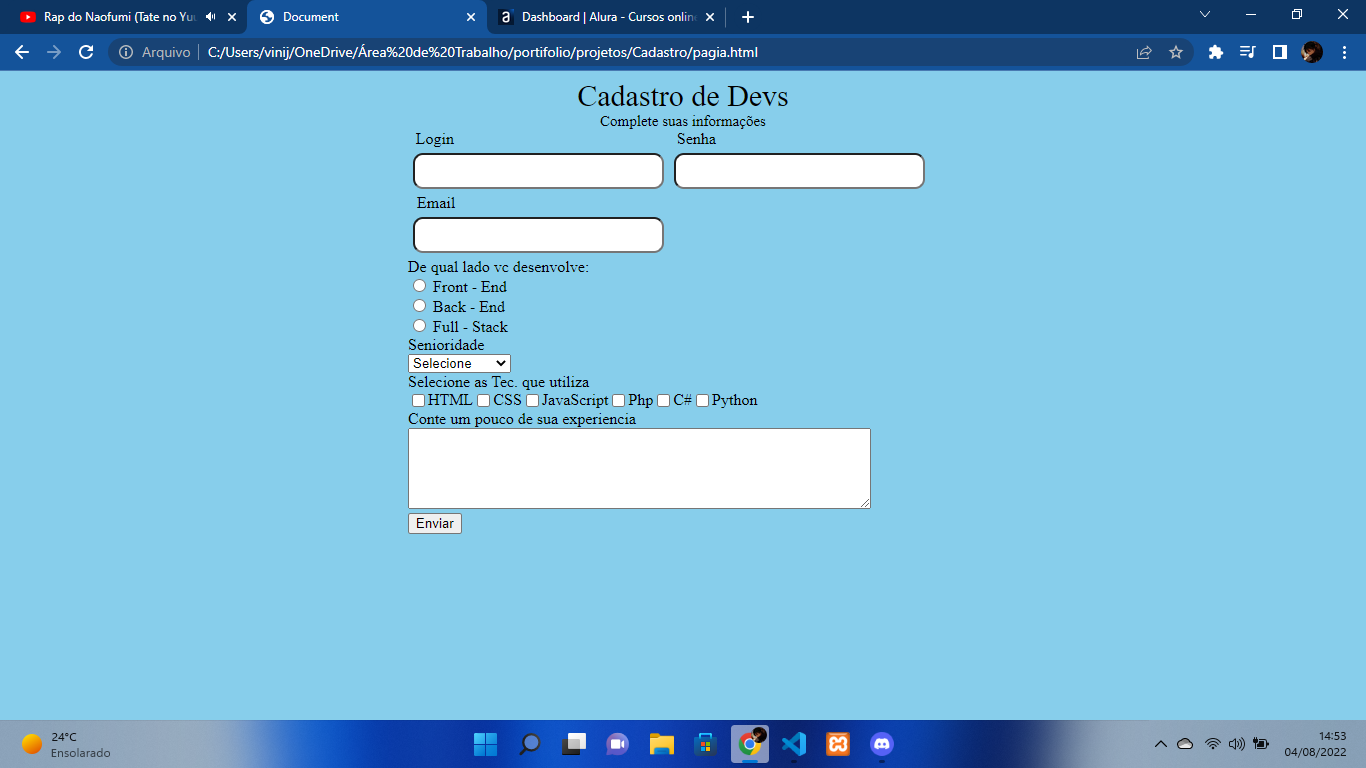 Rap do Naofumi (Tate no Yuu
Document
Dashboard | Alura - Cursos online
Arquivo
C:/Users/vinij/OneDrive/Área%20de%20Trabalho/portifolio/projetos/Cadastro/pagia.html
Cadastro de Devs
Complete suas informações
Login Senha
Email
De qual lado vc desenvolve:
Front - End
Back - End
Full - Stack
Senioridade
Selecione
Selecione as Tec. que utiliza
HTML CSS JavaScript Php C# Python
Conte um pouco de sua experiencia
Enviar
24°C
Ensolarado
14:53
04/08/2022